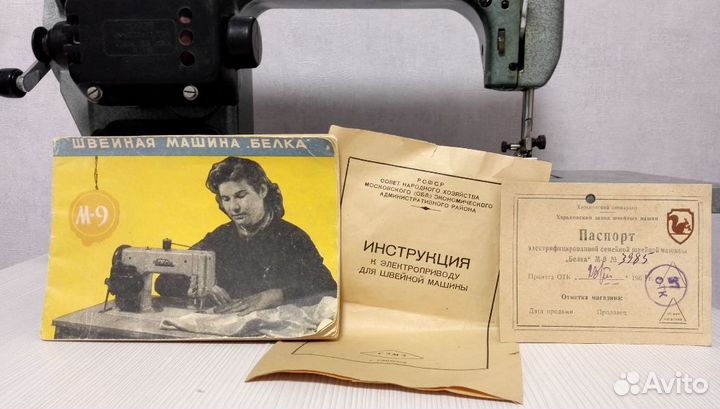 ШВЕЙНАЯ МАШИНА „БЕЛКА"
М-9
РСФСР
СОВЕТ НАРОДНОГО ХОЗЯЙСТВА
МОСКОВСКОГО (ОБЛ.) ЭКОНОМИЧЕСКОГО
АДМИНИСТРАТИВНОГО РАЙОНА
ИНСТРУКЦИЯ
К ЭЛЕКТРОПРИВОДУ
ДЛЯ ШВЕЙНОЙ МАШИНЫ
Харьковский совнархоз
Харьковский завод швейных машин
Паспорт
электрифицированной семейной швейной машины
„Белка" М-9 № 3985
Принята ОТК 196
ОТК
Отметка магазина:
Дата продажи Продавец
Avito